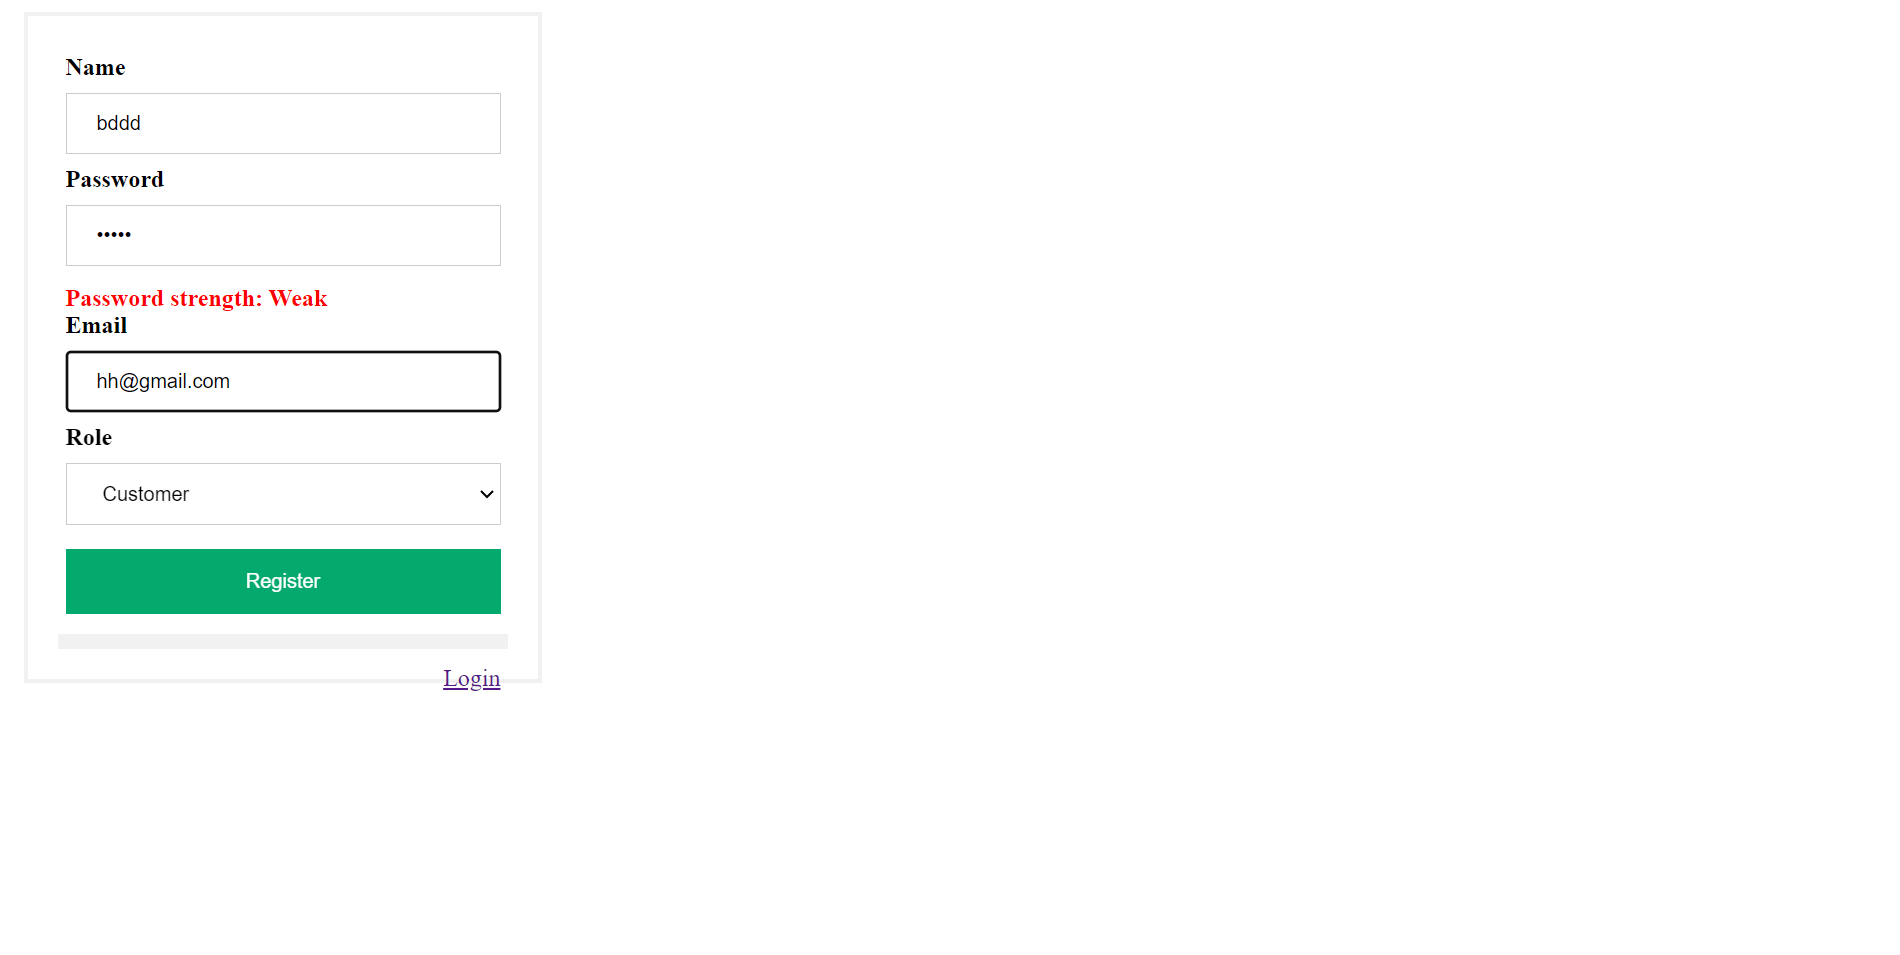 Name
bddd
Password
•••••
Password strength: Weak
Email
hh@gmail.com
Role
Customer
Register
Login